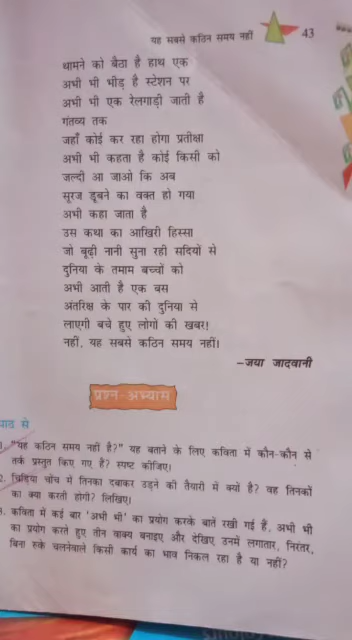 यह सबसे कठिन समय नहीं 43
थामने को बैठा है हाथ एक
अभी भी भीड़ है स्टेशन पर
अभी भी एक रेलगाड़ी जाती है
गंतव्य तक
जहाँ कोई कर रहा होगा प्रतीक्षा
अभी भी कहता है कोई किसी को
जल्दी आ जाओ कि अब
सूरज डूबने का वक्त हो गया
अभी कहा जाता है
उस कथा का आखिरी हिस्सा
जो बूढ़ी नानी सुना रही सदियों से
दुनिया के तमाम बच्चों को
अभी आती है एक बस
अंतरिक्ष के पार की दुनिया से
लाएगी बचे हुए लोगों की खबर!
नहीं, यह सबसे कठिन समय नहीं।
–जया जादवानी
प्रश्न-अभ्यास
पाठ से
1. "यह कठिन समय नहीं है?" यह बताने के लिए कविता में कौन-कौन से
तर्क प्रस्तुत किए गए हैं? स्पष्ट कीजिए।
2. चिड़िया चोंच में तिनका दबाकर उड़ने की तैयारी में क्यों है? वह तिनकों
का क्या करती होगी? लिखिए।
3. कविता में कई बार 'अभी भी' का प्रयोग करके बातें रखी गई हैं, अभी भी
का प्रयोग करते हुए तीन वाक्य बनाइए और देखिए उनमें लगातार, निरंतर,
बिना रुके चलनेवाले किसी कार्य का भाव निकल रहा है या नहीं?